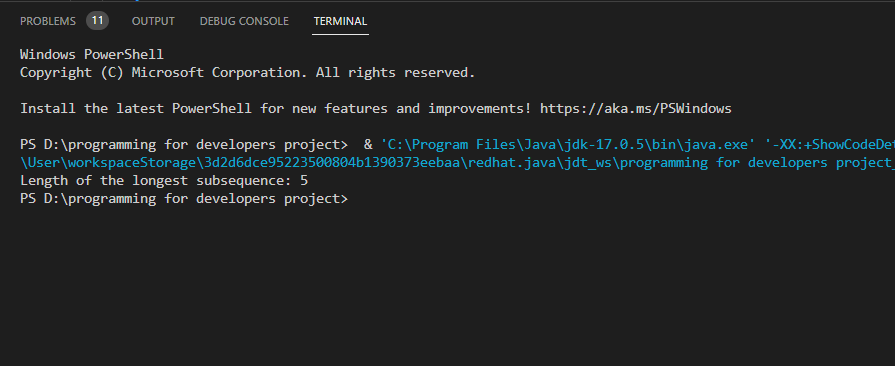 PROBLEMS 11 OUTPUT DEBUG CONSOLE TERMINAL
Windows PowerShell
Copyright (C) Microsoft Corporation. All rights reserved.
Install the latest PowerShell for new features and improvements! https://aka.ms/PSWindows
PS D:\programming for developers project>  & 'C:\Program Files\Java\jdk-17.0.5\bin\java.exe' '-XX:+ShowCodeDet
\User\workspaceStorage\3d2d6dce95223500804b1390373eebaa\redhat.java\jdt_ws\programming for developers project_
Length of the longest subsequence: 5
PS D:\programming for developers project>